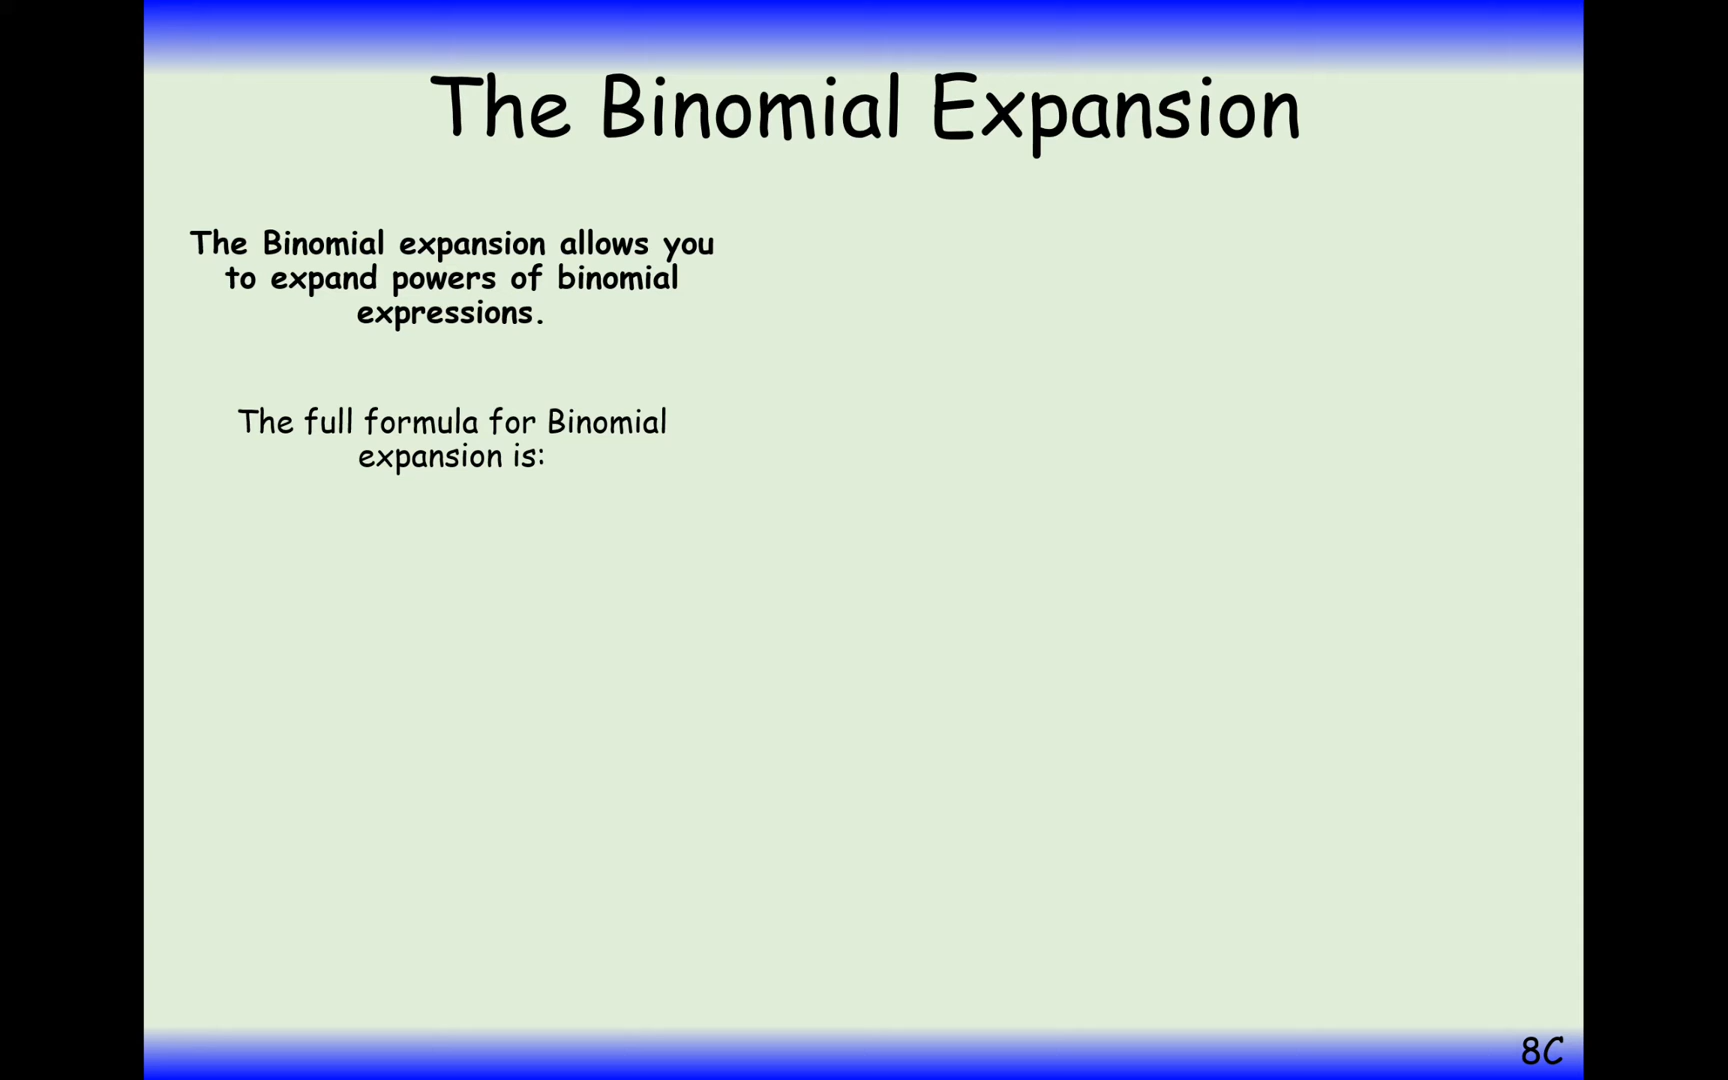 The Binomial Expansion
The Binomial expansion allows you
to expand powers of binomial
expressions.
The full formula for Binomial
expansion is:
8C